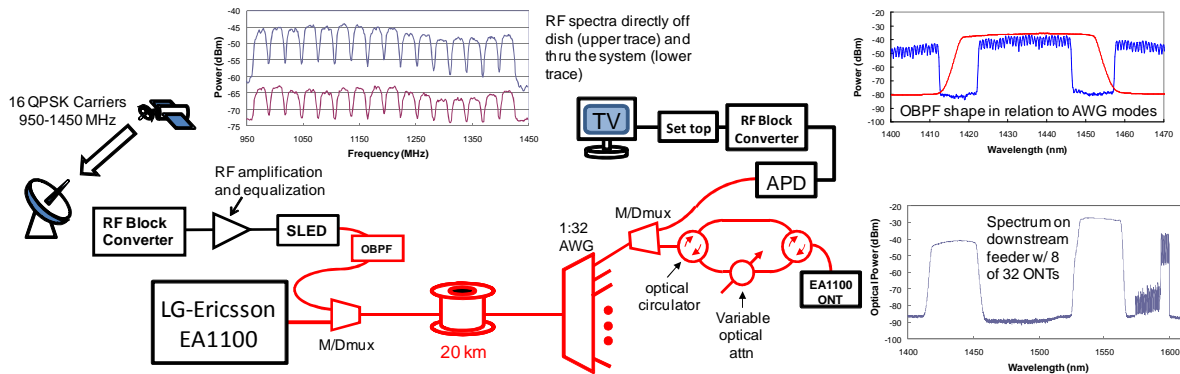 -40
-45
-50
-55
-60
-65
-70
-75
Power (dBm)
950
1050
1150
1250
1350
1450
Frequency (MHz)
RF spectra directly off
dish (upper trace) and
thru the system (lower
trace)
-20
-40
-60
-80
-100
Power (dBm)
OBPF shape in relation to AWG modes
1400
1410
1420
1430
1440
1450
1460
1470
Wavelength (nm)
16 QPSK Carriers
950-1450 MHz
RF amplification
and equalization
RF Block
Converter
SLED
OBPF
LG-Ericsson
EA1100
M/Dmux
20 km
1:32
AWG
TV
Set top
RF Block
Converter
APD
M/Dmux
optical
circulator
Variable
optical
attn
EA1100
ONT
-20
-30
-40
-50
-60
-70
-80
-90
-100
Optical Power (dBm)
Spectrum on
downstream
feeder w/ 8
of 32 ONTs
1400
1450
1500
1550
1600
Wavelength (nm)